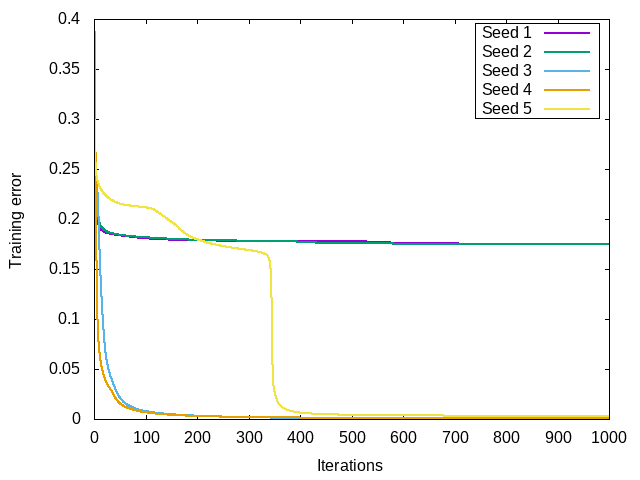 0.4
0.35
0.3
0.25
0.2
0.15
0.1
0.05
0
Training error
Seed 1
Seed 2
Seed 3
Seed 4
Seed 5
0 100 200 300 400 500 600 700 800 900 1000
Iterations